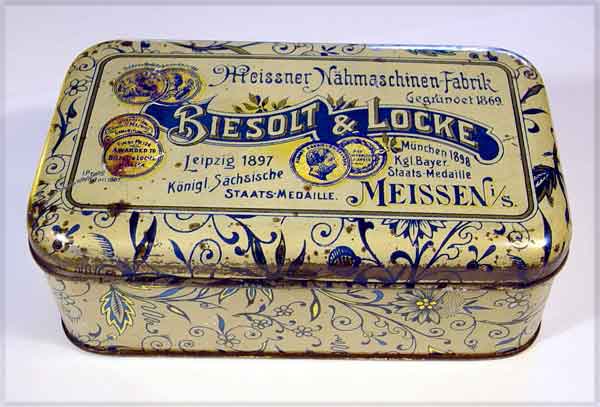 Meissner Nähmaschinen-Fabrik
Gegründet 1869.
BIESOLT & LOCKE
Leipzig 1897
Königl. Sächsische
STAATS-MEDAILLE.
München 1898
Kgl. Bayer.
Staats-Medaille
MEISSEN i/S.
AWARDED TO